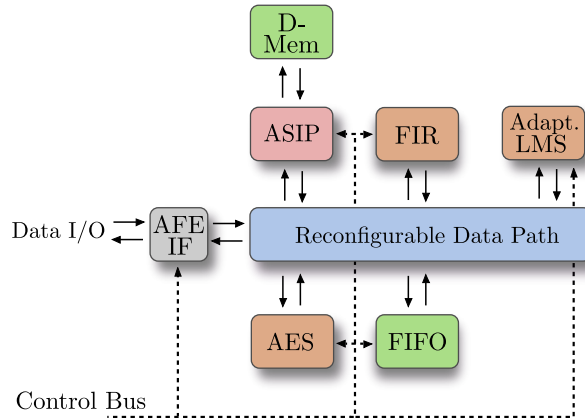 D-
Mem
ASIP
FIR
Adapt.
LMS
Data I/O
AFE
IF
Reconfigurable Data Path
AES
FIFO
Control Bus